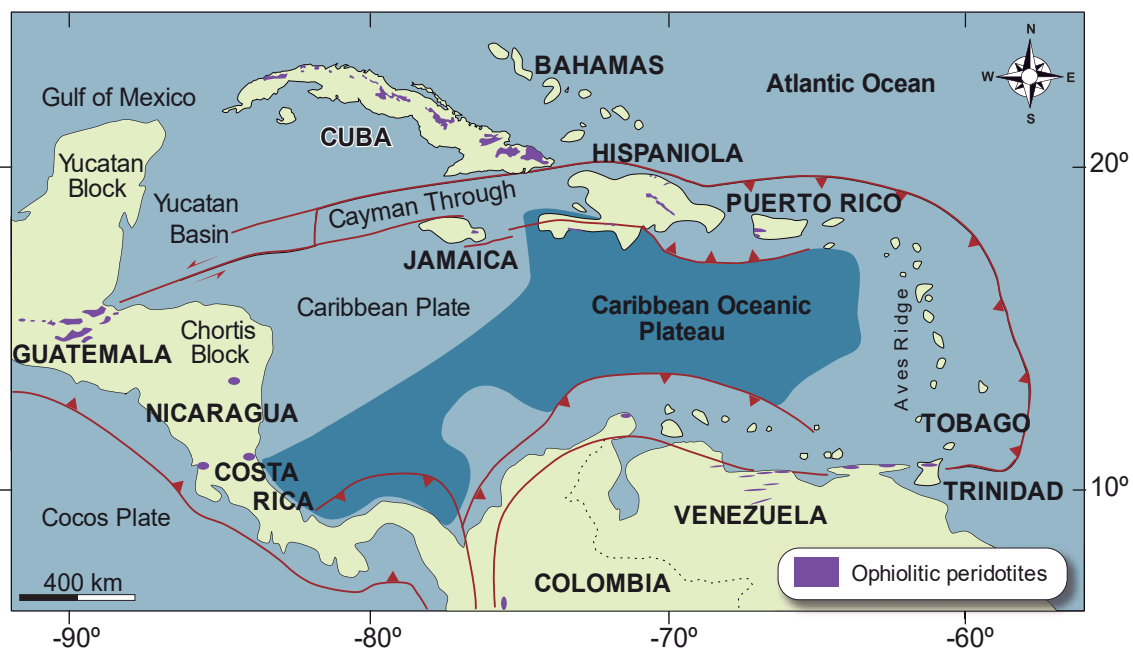 N
W
E
S
BAHAMAS
Atlantic Ocean
Gulf of Mexico
CUBA
HISPANIOLA
20º
Yucatan
Block
Yucatan
Basin
Cayman Through
PUERTO RICO
JAMAICA
Caribbean Plate
Caribbean Oceanic
Plateau
Aves Ridge
Chortis
Block
GUATEMALA
NICARAGUA
TOBAGO
COSTA
RICA
TRINIDAD
10º
Cocos Plate
VENEZUELA
COLOMBIA
Ophiolitic peridotites
400 km
-90º
-80º
-70º
-60º